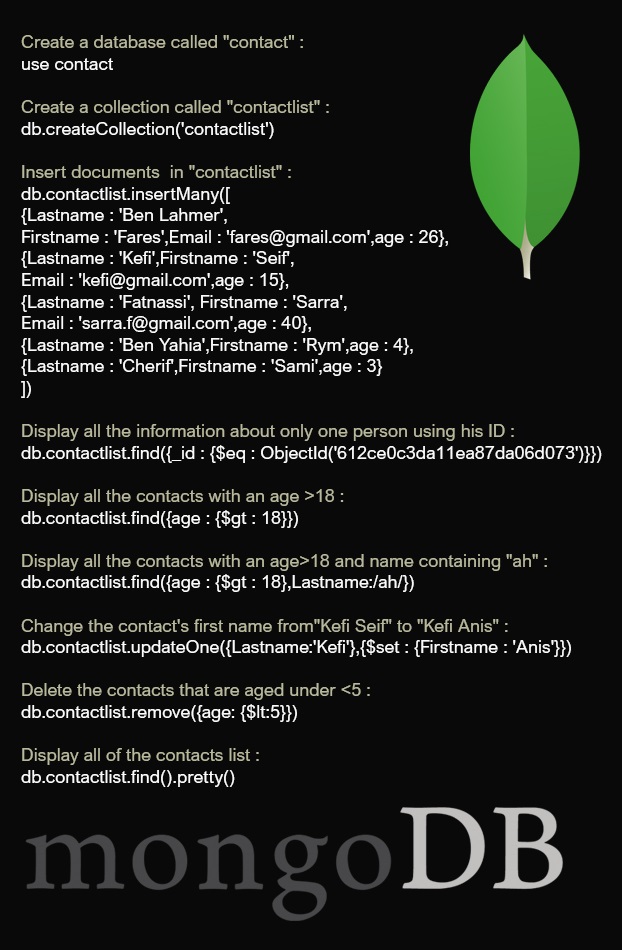 Create a database called "contact" :
use contact
Create a collection called "contactlist" :
db.createCollection('contactlist')
Insert documents  in "contactlist" :
db.contactlist.insertMany([
{Lastname : 'Ben Lahmer',
Firstname : 'Fares',Email : 'fares@gmail.com',age : 26},
{Lastname : 'Kefi',Firstname : 'Seif',
Email : 'kefi@gmail.com',age : 15},
{Lastname : 'Fatnassi', Firstname : 'Sarra',
Email : 'sarra.f@gmail.com',age : 40},
{Lastname : 'Ben Yahia',Firstname : 'Rym',age : 4},
{Lastname : 'Cherif',Firstname : 'Sami',age : 3}
])
Display all the information about only one person using his ID :
db.contactlist.find({_id : {$eq : ObjectId('612ce0c3da11ea87da06d073')}})
Display all the contacts with an age >18 :
db.contactlist.find({age : {$gt : 18}})
Display all the contacts with an age>18 and name containing "ah" :
db.contactlist.find({age : {$gt : 18},Lastname:/ah/})
Change the contact's first name from"Kefi Seif" to "Kefi Anis" :
db.contactlist.updateOne({Lastname:'Kefi'},{$set : {Firstname : 'Anis'}})
Delete the contacts that are aged under <5 :
db.contactlist.remove({age: {$lt:5}})
Display all of the contacts list :
db.contactlist.find().pretty()
mongoDB